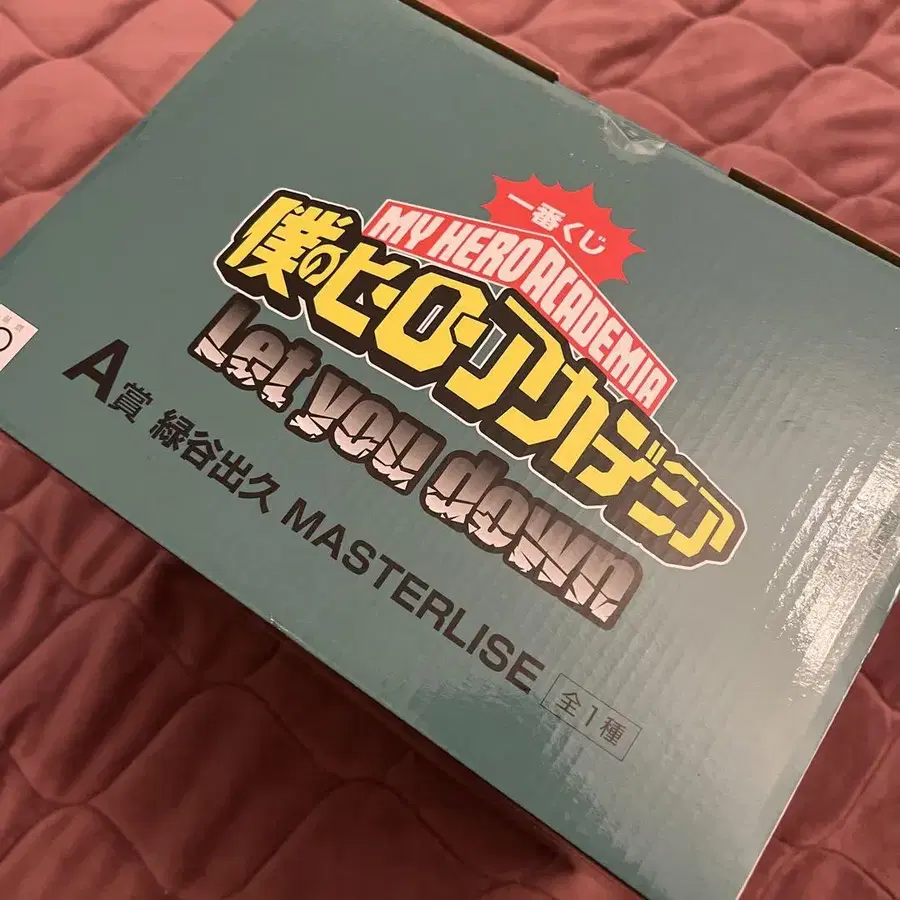 一番くじ
MY HERO ACADEMIA
僕のヒーローアカデミア
Let you down
A賞 緑谷出久 MASTERLISE 全1種